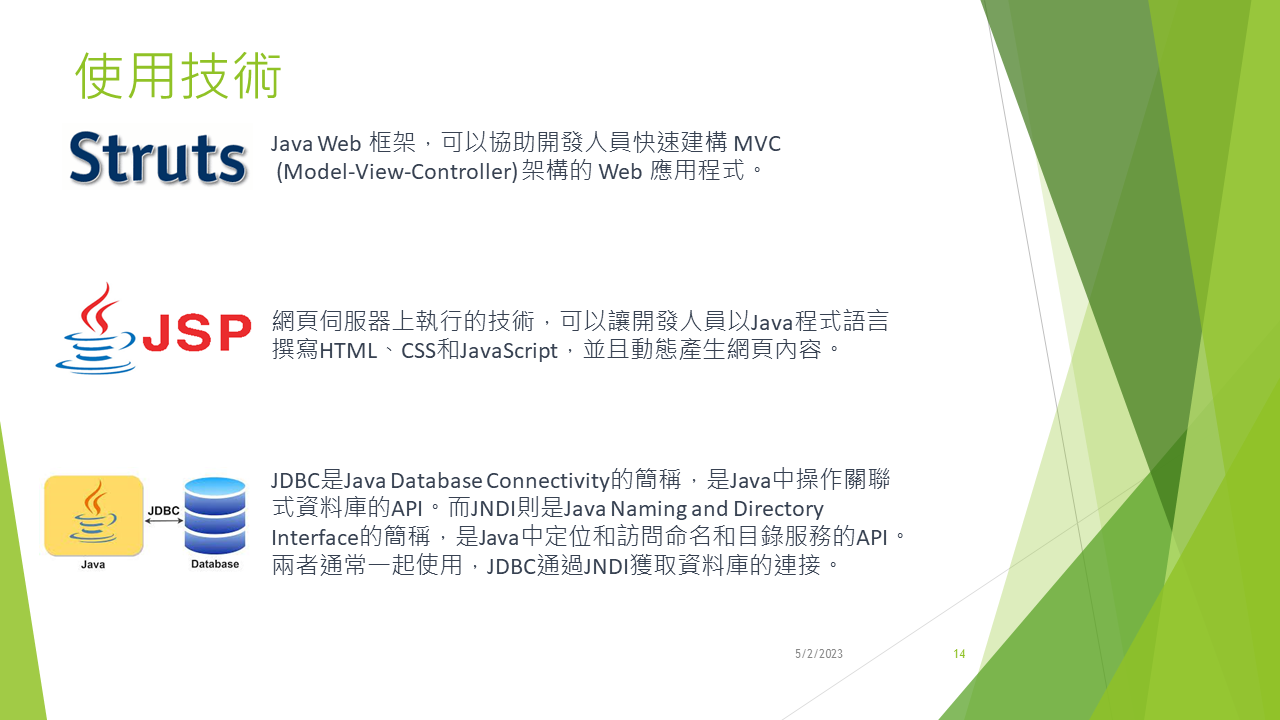 使用技術
Struts
Java Web 框架，可以協助開發人員快速建構 MVC
(Model-View-Controller) 架構的 Web 應用程式。
JSP
網頁伺服器上執行的技術，可以讓開發人員以Java程式語言
撰寫HTML、CSS和JavaScript，並且動態產生網頁內容。
JDBC
Java
Database
JDBC是Java Database Connectivity的簡稱，是Java中操作關聯
式資料庫的API。而JNDI則是Java Naming and Directory
Interface的簡稱，是Java中定位和訪問命名和目錄服務的API。
兩者通常一起使用，JDBC通過JNDI獲取資料庫的連接。
5/2/2023
14